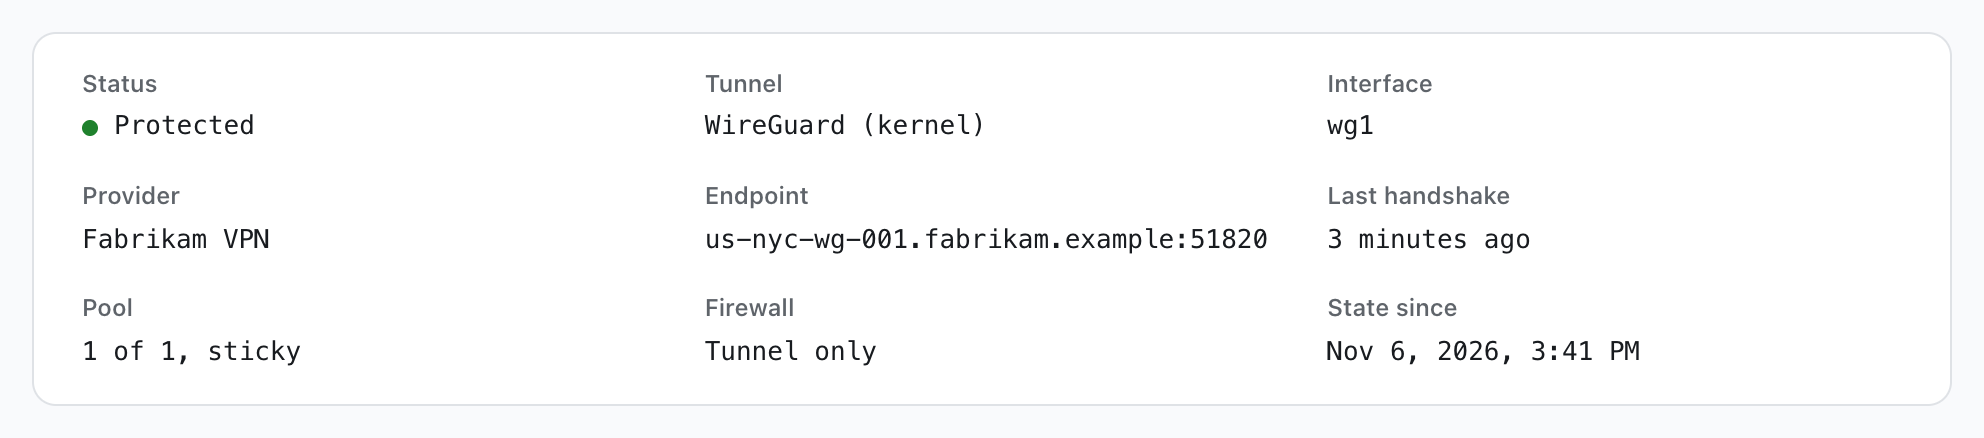 Status
Protected
Tunnel
WireGuard (kernel)
Interface
wg1
Provider
Fabrikam VPN
Endpoint
us-nyc-wg-001.fabrikam.example:51820
Last handshake
3 minutes ago
Pool
1 of 1, sticky
Firewall
Tunnel only
State since
Nov 6, 2026, 3:41 PM